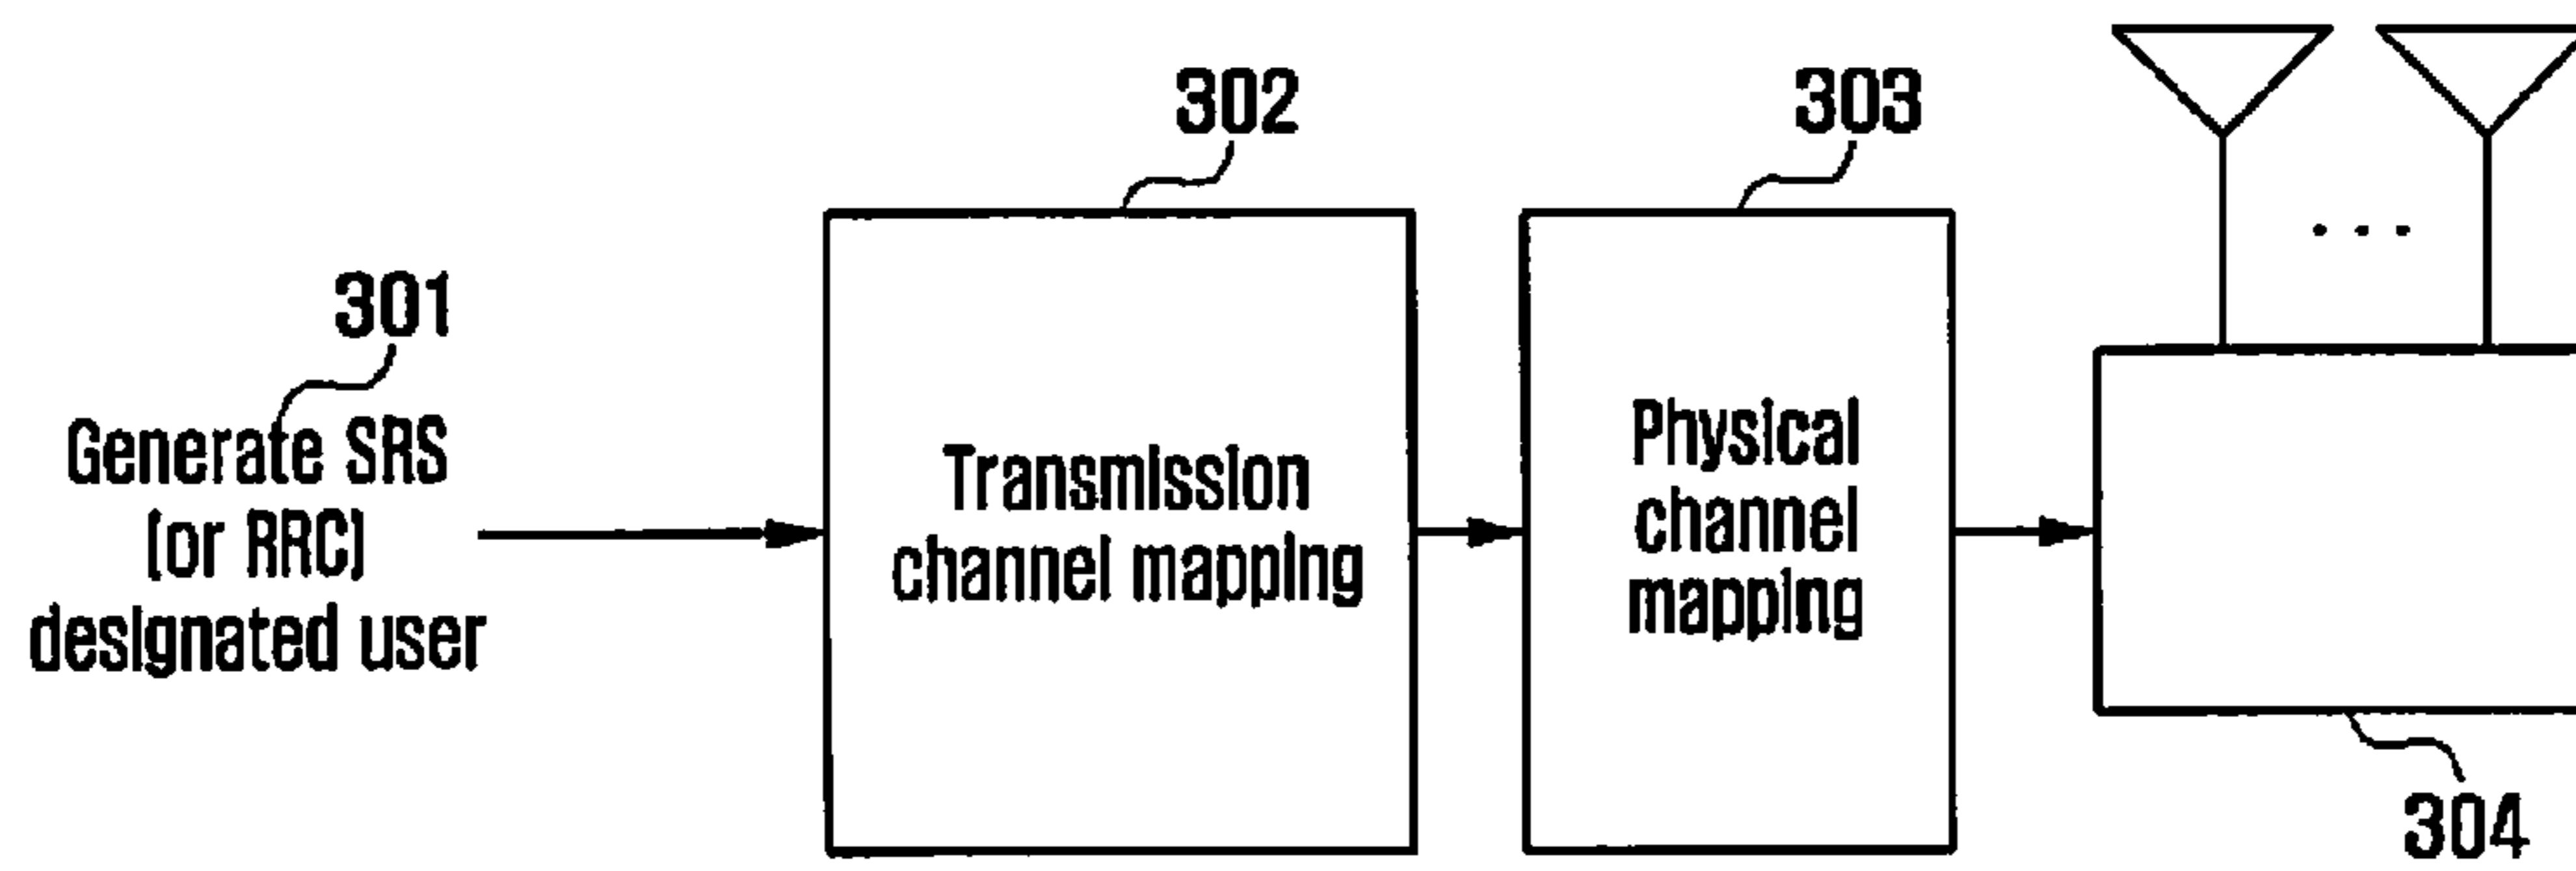 302
303
301
Generate SRS
(or RRC)
designated user
Transmission
channel mapping
Physical
channel
mapping
304